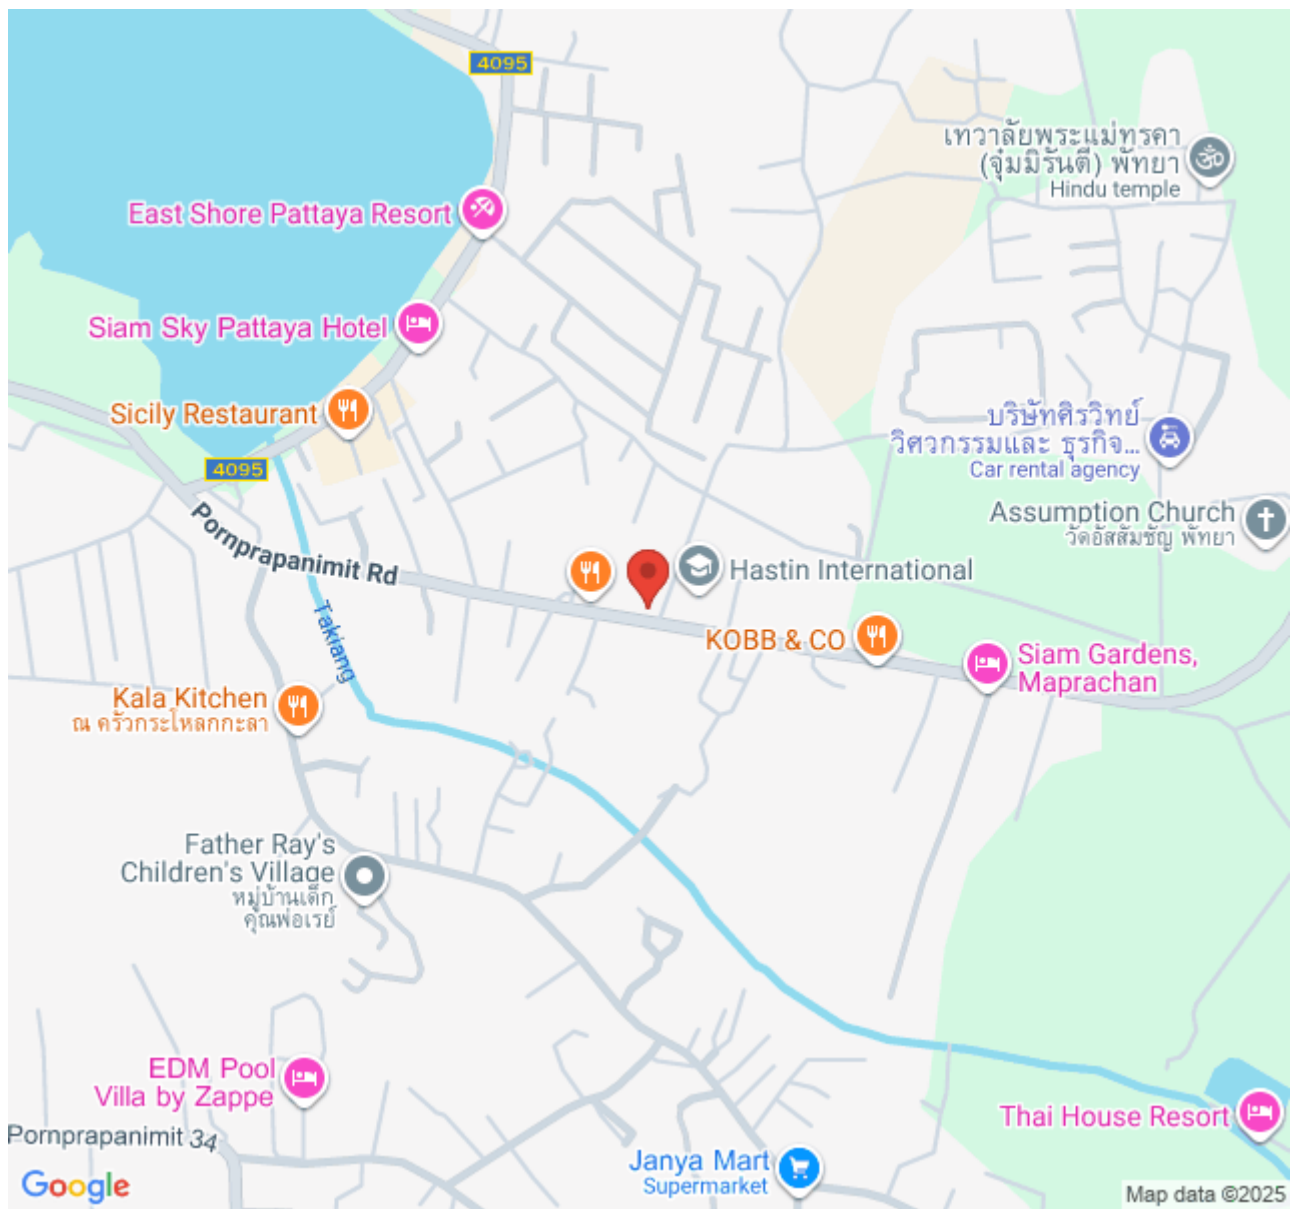 4095
เทวาลัยพระแม่ทรคา
(จุ๋มมิรันตี) พัทยา
Hindu temple
East Shore Pattaya Resort
Siam Sky Pattaya Hotel
Sicily Restaurant
บริษัทศิรวิทย์
วิศวกรรมและ ธุรกิจ...
Car rental agency
4095
Assumption Church
วัดอัสสัมชัญ พัทยา
Pornprapanimit Rd
Hastin International
Takiang
KOBB & CO
Siam Gardens,
Maprachan
Kala Kitchen
ณ ครัวกระโหลกกะลา
Father Ray's
Children's Village
หมู่บ้านเด็ก
คุณพ่อเรย์
EDM Pool
Villa by Zappe
Thai House Resort
Pornprapanimit 34
Janya Mart
Supermarket
Google
Map data ©2025